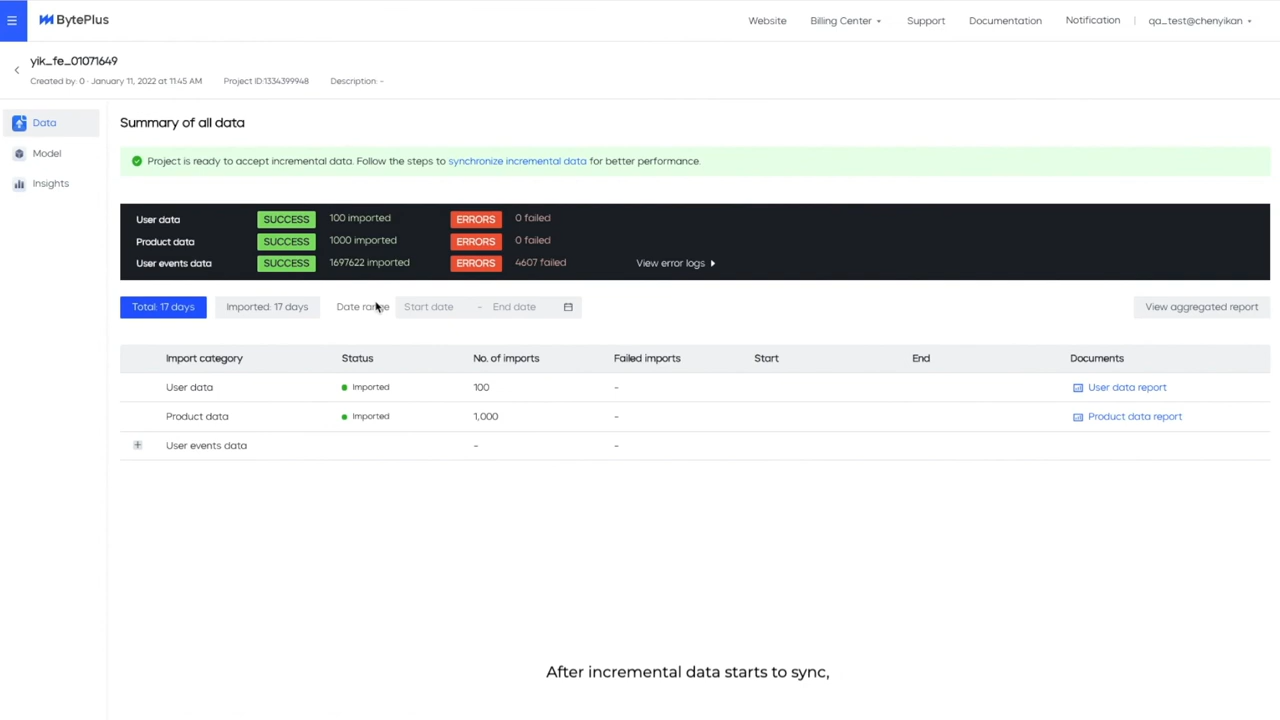 BytePlus
Website
Billing Center
Support
Documentation
Notification
qa_test@chenyikan
yik_fe_01071649
Created by: 0 · January 11, 2022 at 11:45 AM Project ID:1334399948 Description: -
Data
Model
Insights
Summary of all data
Project is ready to accept incremental data. Follow the steps to synchronize incremental data for better performance.
User data SUCCESS 100 imported ERRORS 0 failed
Product data SUCCESS 1000 imported ERRORS 0 failed
User events data SUCCESS 1697622 imported ERRORS 4607 failed View error logs
Total: 17 days Imported: 17 days Date range Start date - End date View aggregated report
Import category Status No. of imports Failed imports Start End Documents
User data Imported 100 - User data report
Product data Imported 1,000 - Product data report
+ User events data - -
After incremental data starts to sync,